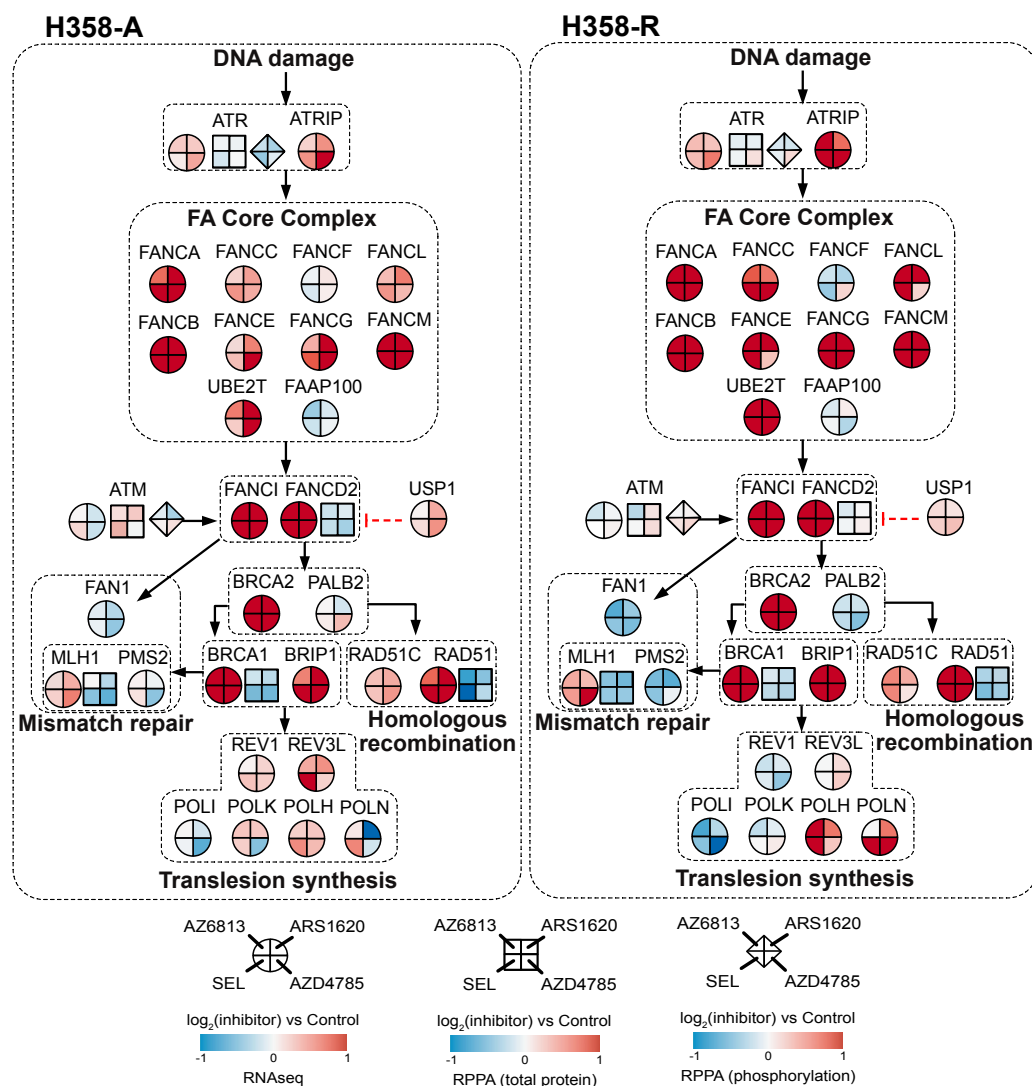 H358-A
DNA damage
ATR
ATRIP
FA Core Complex
FANCA FANCC FANCF FANCL
FANCB FANCE FANCG FANCM
UBE2T FAAP100
ATM
FANCI FANCD2
USP1
FAN1
BRCA2 PALB2
MLH1 PMS2
BRCA1 BRIP1
RAD51C RAD51
Mismatch repair
Homologous
recombination
REV1 REV3L
POLI POLK POLH POLN
Translesion synthesis
H358-R
DNA damage
ATR
ATRIP
FA Core Complex
FANCA FANCC FANCF FANCL
FANCB FANCE FANCG FANCM
UBE2T FAAP100
ATM
FANCI FANCD2
USP1
FAN1
BRCA2 PALB2
MLH1 PMS2
BRCA1 BRIP1
RAD51C RAD51
Mismatch repair
Homologous
recombination
REV1 REV3L
POLI POLK POLH POLN
Translesion synthesis
AZ6813 ARS1620
SEL AZD4785
log2(inhibitor) vs Control
-1 0 1
RNAseq
AZ6813 ARS1620
SEL AZD4785
log2(inhibitor) vs Control
-1 0 1
RPPA (total protein)
AZ6813 ARS1620
SEL AZD4785
log2(inhibitor) vs Control
-1 0 1
RPPA (phosphorylation)